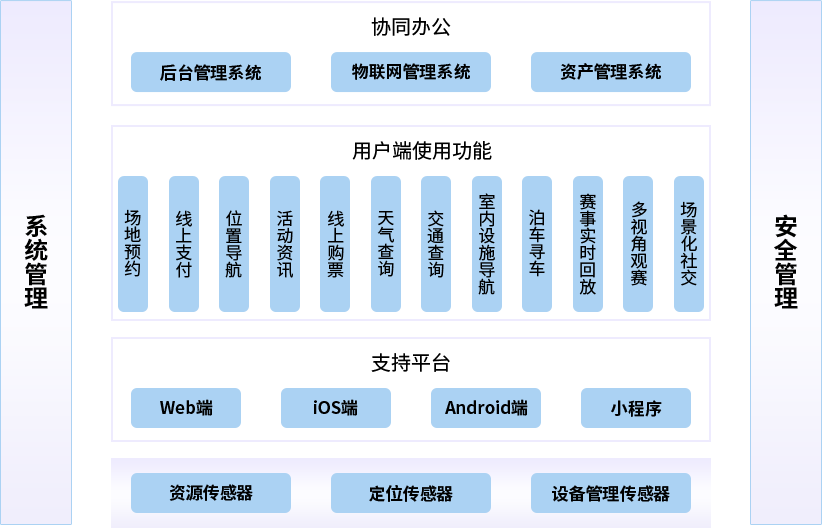 协同办公
后台管理系统
物联网管理系统
资产管理系统
用户端使用功能
场地预约
线上支付
位置导航
活动资讯
线上购票
天气查询
交通查询
室内设施导航
泊车寻车
赛事实时回放
多视角观赛
场景化社交
支持平台
Web端
iOS端
Android端
小程序
资源传感器
定位传感器
设备管理传感器
系统管理
安全管理